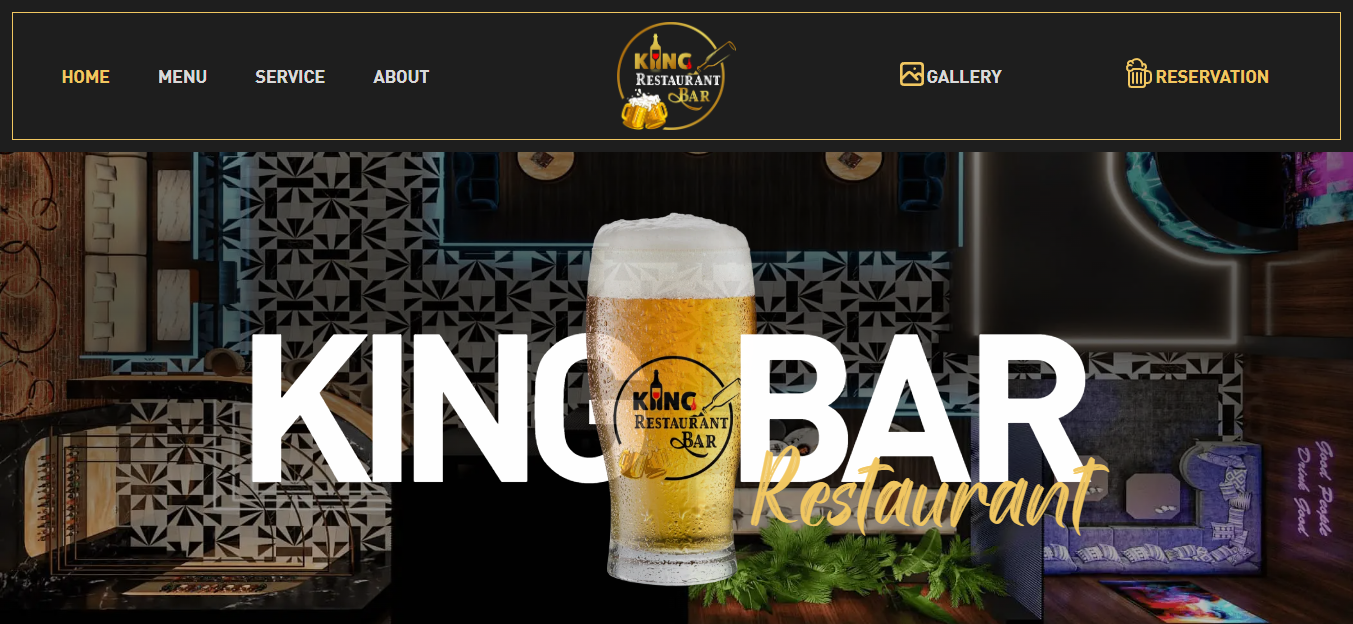 HOME
MENU
SERVICE
ABOUT
KING
RESTAURANT
BAR
GALLERY
RESERVATION
KING BAR
KING
RESTAURANT
BAR
Restaurant
Good People
Drink Good